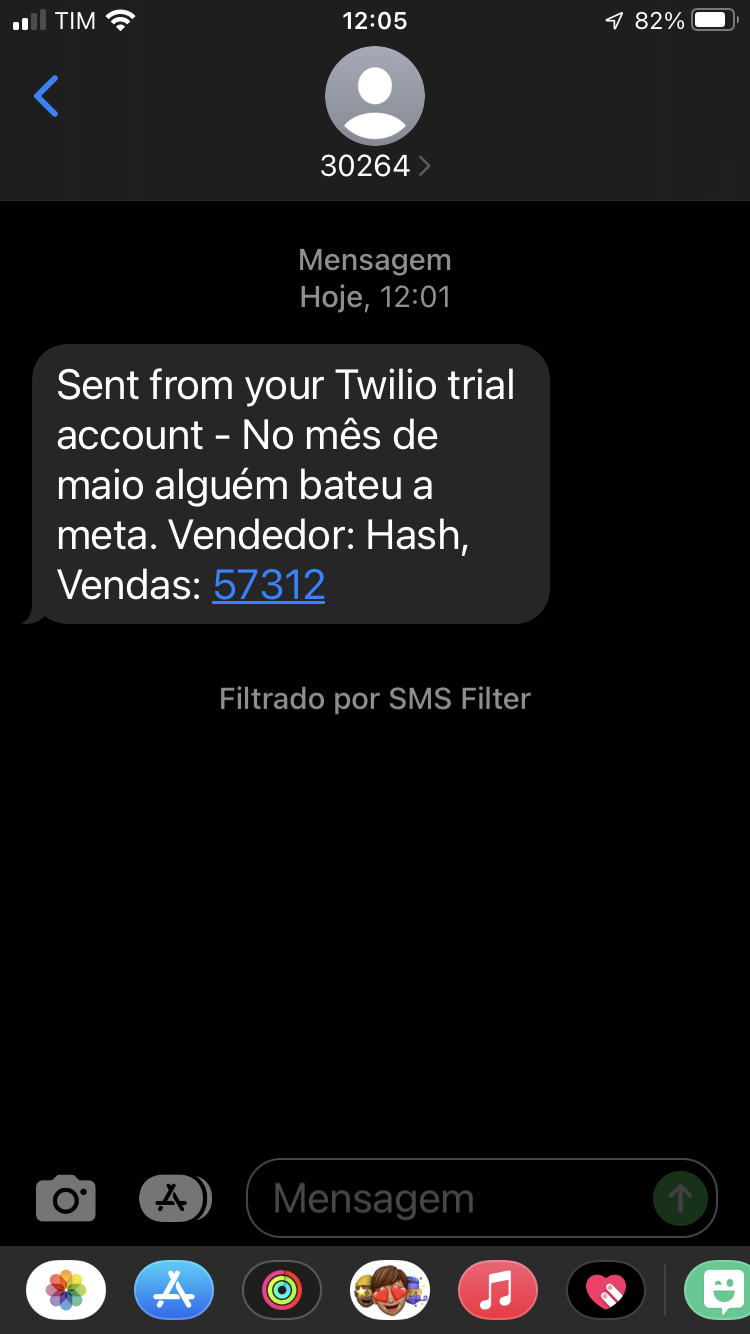 TIM 12:05 82%
30264
Mensagem
Hoje, 12:01
Sent from your Twilio trial
account - No mês de
maio alguém bateu a
meta. Vendedor: Hash,
Vendas: 57312
Filtrado por SMS Filter
Mensagem